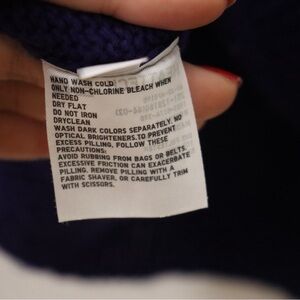 HAND WASH COLD
ONLY NON-CHLORINE BLEACH WHEN
NEEDED
DRY FLAT
DO NOT IRON
DRYCLEAN
WASH DARK COLORS SEPARATELY. NO
OPTICAL BRIGHTENERS. TO PREVENT
EXCESS PILLING, FOLLOW THESE
PRECAUTIONS:
AVOID RUBBING FROM BAGS OR BELTS.
EXCESSIVE FRICTION CAN EXACERBATE
PILLING. REMOVE PILLING WITH A
FABRIC SHAVER, OR CAREFULLY TRIM
WITH SCISSORS.